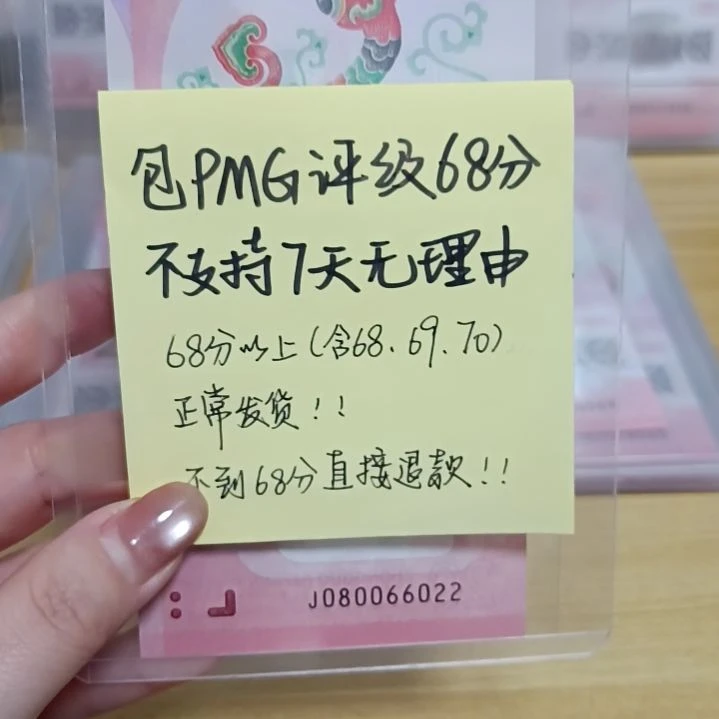 包PMG评级68分
不支持7天无理由
68分以上(含68、69、70)
正常发货!!
不到68分直接退款!!
J080066022